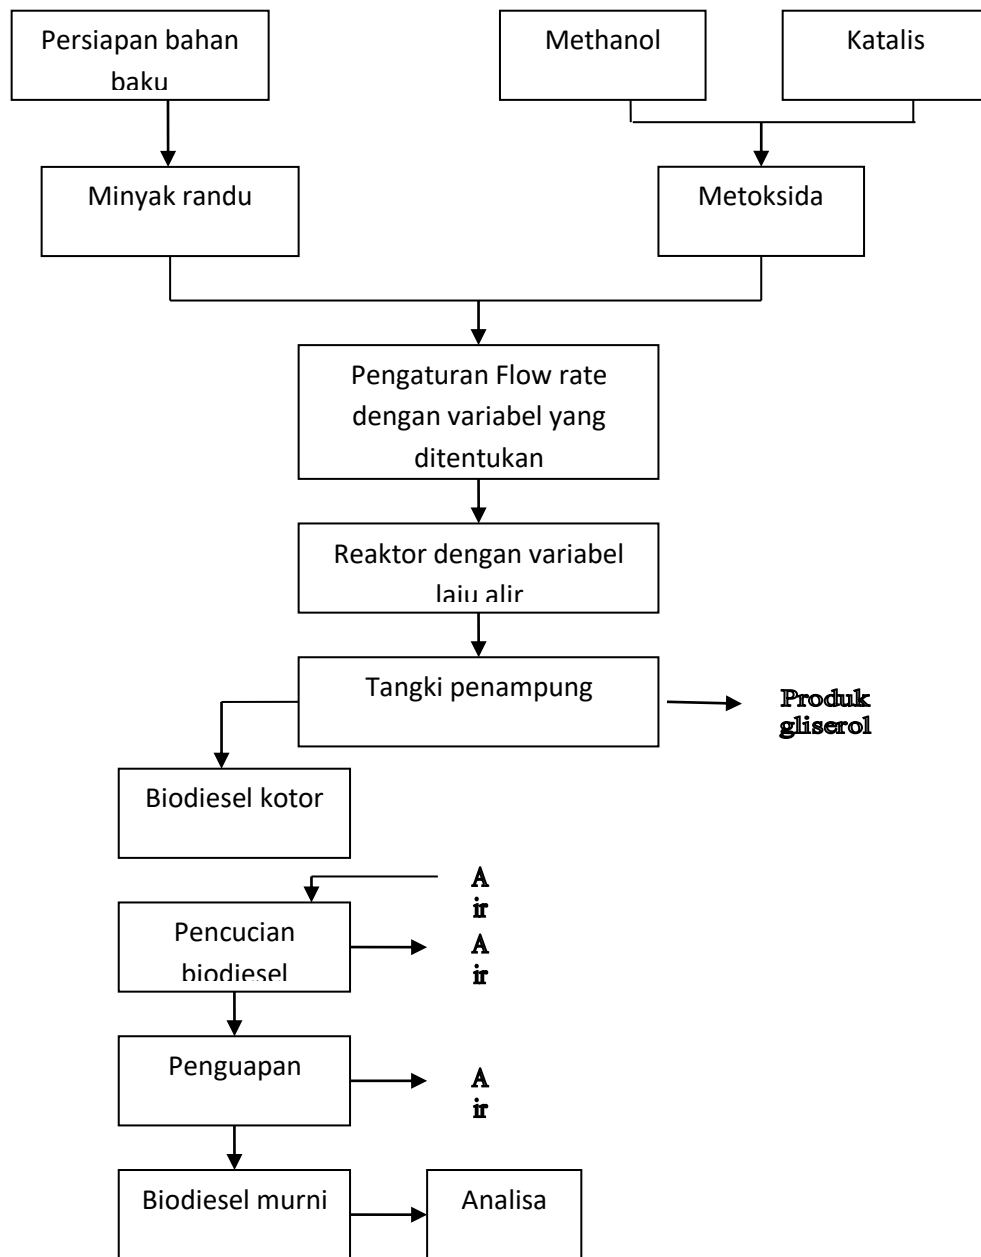 Persiapan bahan
baku
Methanol
Katalis
Minyak randu
Metoksida
Pengaturan Flow rate
dengan variabel yang
ditentukan
Reaktor dengan variabel
laju alir
Tangki penampung
Produk
gliserol
Biodiesel kotor
A
ir
Pencucian
biodiesel
A
ir
Penguapan
A
ir
Biodiesel murni
Analisa